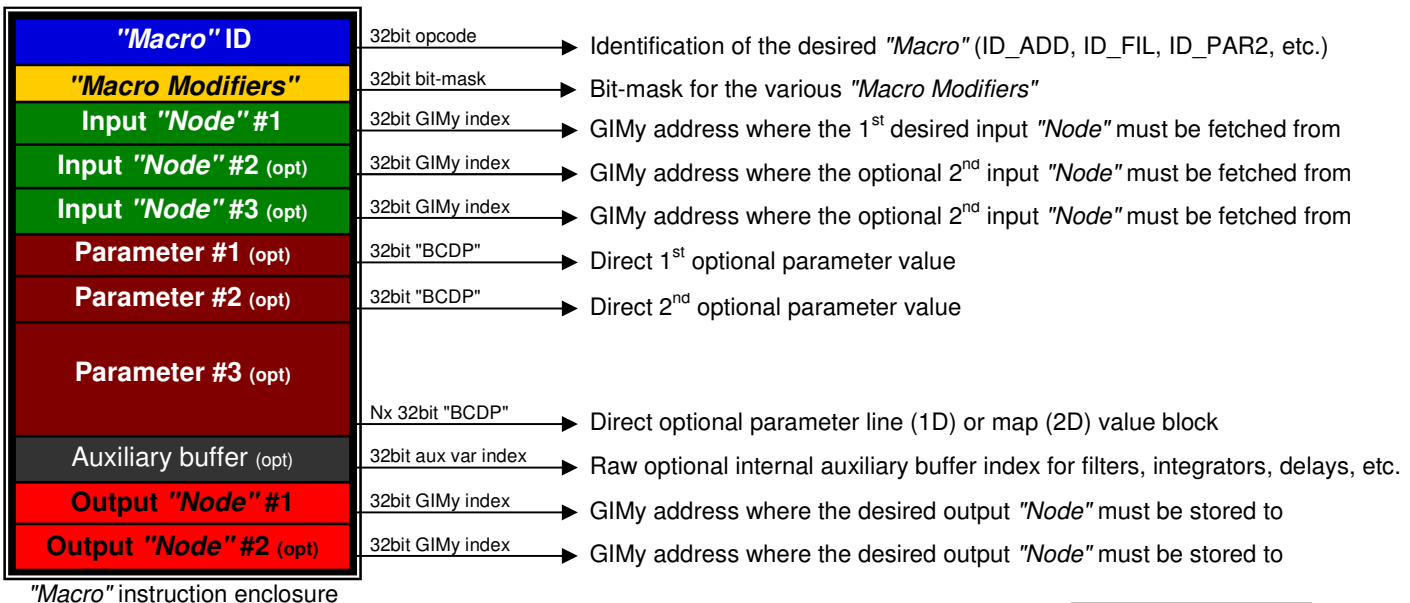 "Macro" ID 32bit opcode Identification of the desired "Macro" (ID_ADD, ID_FIL, ID_PAR2, etc.)
"Macro Modifiers" 32bit bit-mask Bit-mask for the various "Macro Modifiers"
Input "Node" #1 32bit GIMy index GIMy address where the 1st desired input "Node" must be fetched from
Input "Node" #2 (opt) 32bit GIMy index GIMy address where the optional 2nd input "Node" must be fetched from
Input "Node" #3 (opt) 32bit GIMy index GIMy address where the optional 2nd input "Node" must be fetched from
Parameter #1 (opt) 32bit "BCDP" Direct 1st optional parameter value
Parameter #2 (opt) 32bit "BCDP" Direct 2nd optional parameter value
Parameter #3 (opt) Nx 32bit "BCDP" Direct optional parameter line (1D) or map (2D) value block
Auxiliary buffer (opt) 32bit aux var index Raw optional internal auxiliary buffer index for filters, integrators, delays, etc.
Output "Node" #1 32bit GIMy index GIMy address where the desired output "Node" must be stored to
Output "Node" #2 (opt) 32bit GIMy index GIMy address where the desired output "Node" must be stored to
"Macro" instruction enclosure